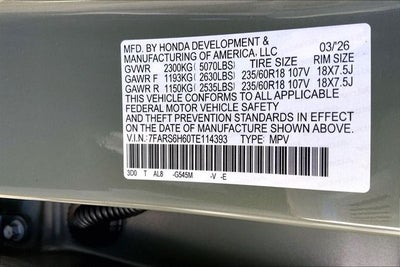 MFD. BY HONDA DEVELOPMENT & 03/26
MANUFACTURING OF AMERICA, LLC TIRE SIZE RIM SIZE
GVWR 2300KG (5070LBS)
GAWR F 1193KG (2630LBS) 235/60R18 107V 18X7.5J
GAWR R 1150KG (2535LBS) 235/60R18 107V 18X7.5J
THIS VEHICLE CONFORMS TO ALL APPLICABLE
FEDERAL MOTOR VEHICLE SAFETY
AND THEFT PREVENTION STANDARDS IN EFFECT
ON THE DATE OF MANUFACTURE SHOWN ABOVE.
V.I.N.: 7FARS6H60TE114393 TYPE: MPV
3D0 T AL8 -G545M -V -E